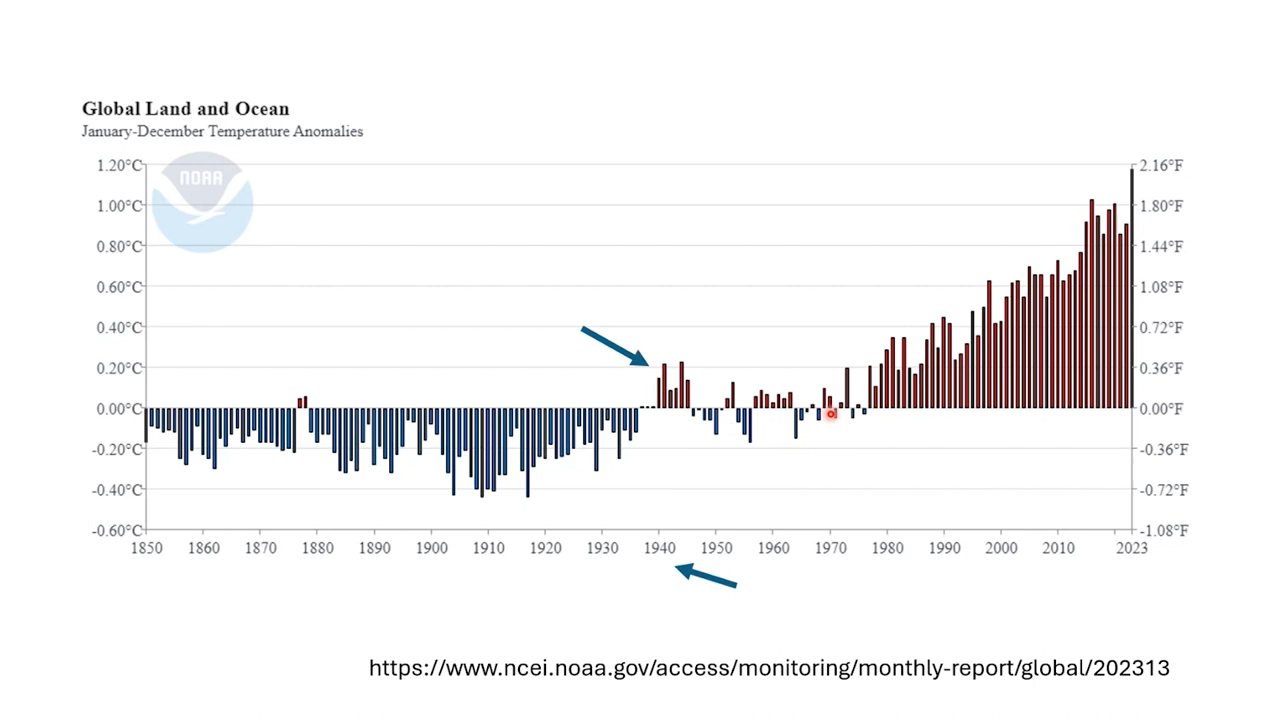 Global Land and Ocean
January-December Temperature Anomalies
NOAA
1.20°C 2.16°F
1.00°C 1.80°F
0.80°C 1.44°F
0.60°C 1.08°F
0.40°C 0.72°F
0.20°C 0.36°F
0.00°C 0.00°F
-0.20°C -0.36°F
-0.40°C -0.72°F
-0.60°C -1.08°F
1850 1860 1870 1880 1890 1900 1910 1920 1930 1940 1950 1960 1970 1980 1990 2000 2010 2023
https://www.ncei.noaa.gov/access/monitoring/monthly-report/global/202313